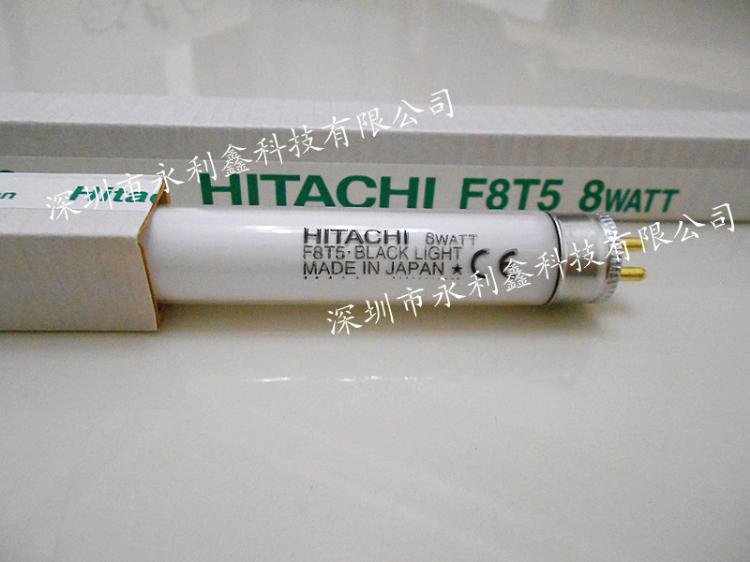 深圳市永利鑫科技有限公司
Hitac
HITACHI F8T5 8WATT
HITACHI 8WATT
F8T5·BLACK LIGHT
MADE IN JAPAN ★ CE
深圳市永利鑫科技有限公司